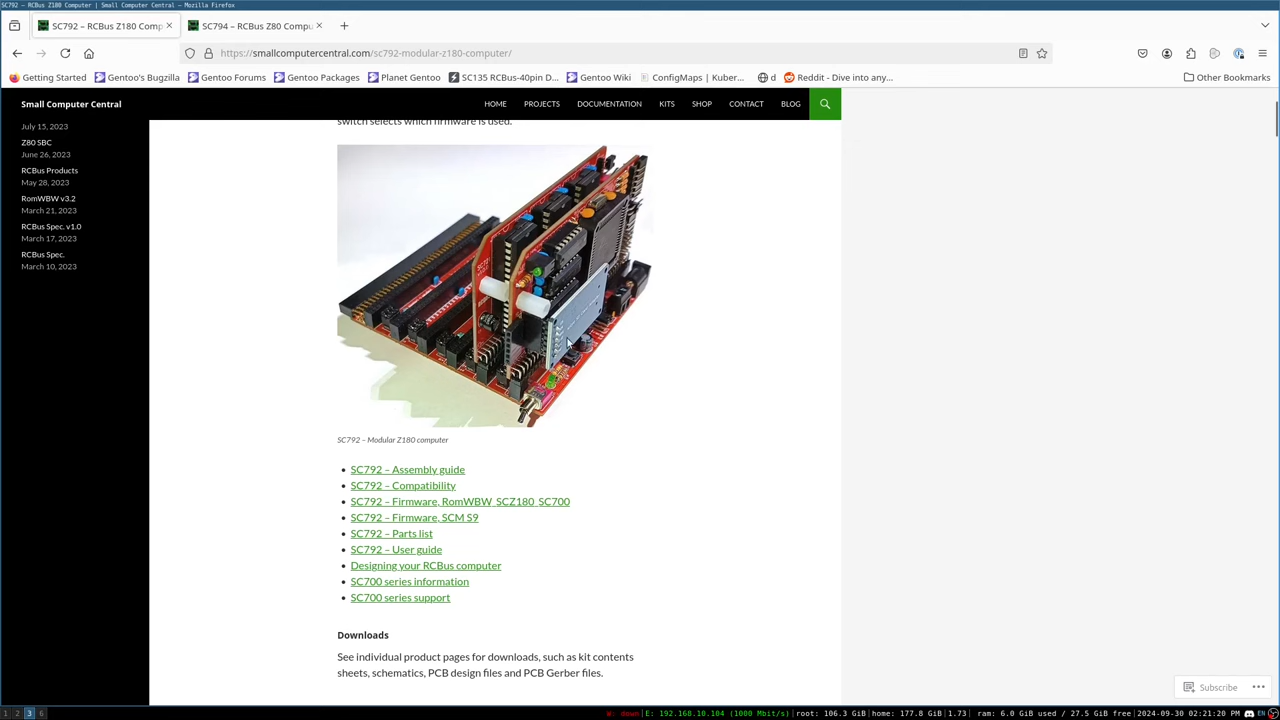 SC792 – RCBus Z180 Computer | Small Computer Central — Mozilla Firefox
SC792 – RCBus Z180 Comp
SC794 – RCBus Z80 Compu
https://smallcomputercentral.com/sc792-modular-z180-computer/
Getting Started
Gentoo's Bugzilla
Gentoo Forums
Gentoo Packages
Planet Gentoo
SC135 RCBus-40pin D...
Gentoo Wiki
ConfigMaps | Kuber...
d
Reddit - Dive into any...
Other Bookmarks
Small Computer Central
HOME
PROJECTS
DOCUMENTATION
KITS
SHOP
CONTACT
BLOG
July 15, 2023
Z80 SBC
June 26, 2023
RCBus Products
May 28, 2023
RomWBW v3.2
March 21, 2023
RCBus Spec. v1.0
March 17, 2023
RCBus Spec.
March 10, 2023
switch selects which firmware is used.
SC792 – Modular Z180 computer
• SC792 – Assembly guide
• SC792 – Compatibility
• SC792 – Firmware, RomWBW SCZ180_SC700
• SC792 – Firmware, SCM S9
• SC792 – Parts list
• SC792 – User guide
• Designing your RCBus computer
• SC700 series information
• SC700 series support
Downloads
See individual product pages for downloads, such as kit contents
sheets, schematics, PCB design files and PCB Gerber files.
Subscribe
1 2 3 6
W: down|E: 192.168.10.104 (1000 Mbit/s)|root: 106.3 GiB|home: 177.8 GiB|1.73 |ram: 6.0 GiB used / 27.5 GiB free|2024-09-30 02:21:20 PM
EN